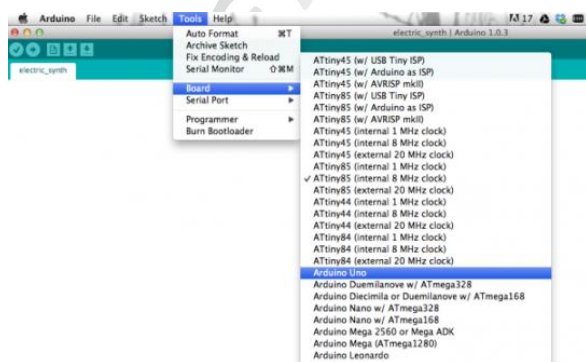 Arduino File Edit Sketch Tools Help
17
electric_synth | Arduino 1.0.3
electric_synth
Auto Format ⌘T
Archive Sketch
Fix Encoding & Reload
Serial Monitor ⇧⌘M
Board ▶
Serial Port ▶
Programmer ▶
Burn Bootloader
ATtiny45 (w/ USB Tiny ISP)
ATtiny45 (w/ Arduino as ISP)
ATtiny45 (w/ AVRISP mkII)
ATtiny85 (w/ USB Tiny ISP)
ATtiny85 (w/ Arduino as ISP)
ATtiny85 (w/ AVRISP mkII)
ATtiny45 (internal 1 MHz clock)
ATtiny45 (internal 8 MHz clock)
ATtiny45 (external 20 MHz clock)
ATtiny85 (internal 1 MHz clock)
✓ ATtiny85 (internal 8 MHz clock)
ATtiny85 (external 20 MHz clock)
ATtiny44 (internal 1 MHz clock)
ATtiny44 (internal 8 MHz clock)
ATtiny44 (external 20 MHz clock)
ATtiny84 (internal 1 MHz clock)
ATtiny84 (internal 8 MHz clock)
ATtiny84 (external 20 MHz clock)
Arduino Uno
Arduino Duemilanove w/ ATmega328
Arduino Diecimila or Duemilanove w/ ATmega168
Arduino Nano w/ ATmega328
Arduino Nano w/ ATmega168
Arduino Mega 2560 or Mega ADK
Arduino Mega (ATmega1280)
Arduino Leonardo